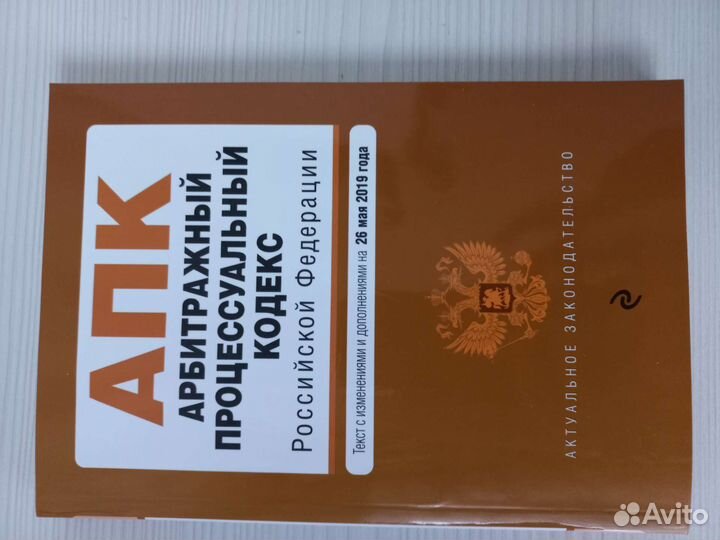 АПК
АРБИТРАЖНЫЙ
ПРОЦЕССУАЛЬНЫЙ
КОДЕКС
Российской Федерации
Текст с изменениями и дополнениями на 26 мая 2019 года
АКТУАЛЬНОЕ ЗАКОНОДАТЕЛЬСТВО
Avito